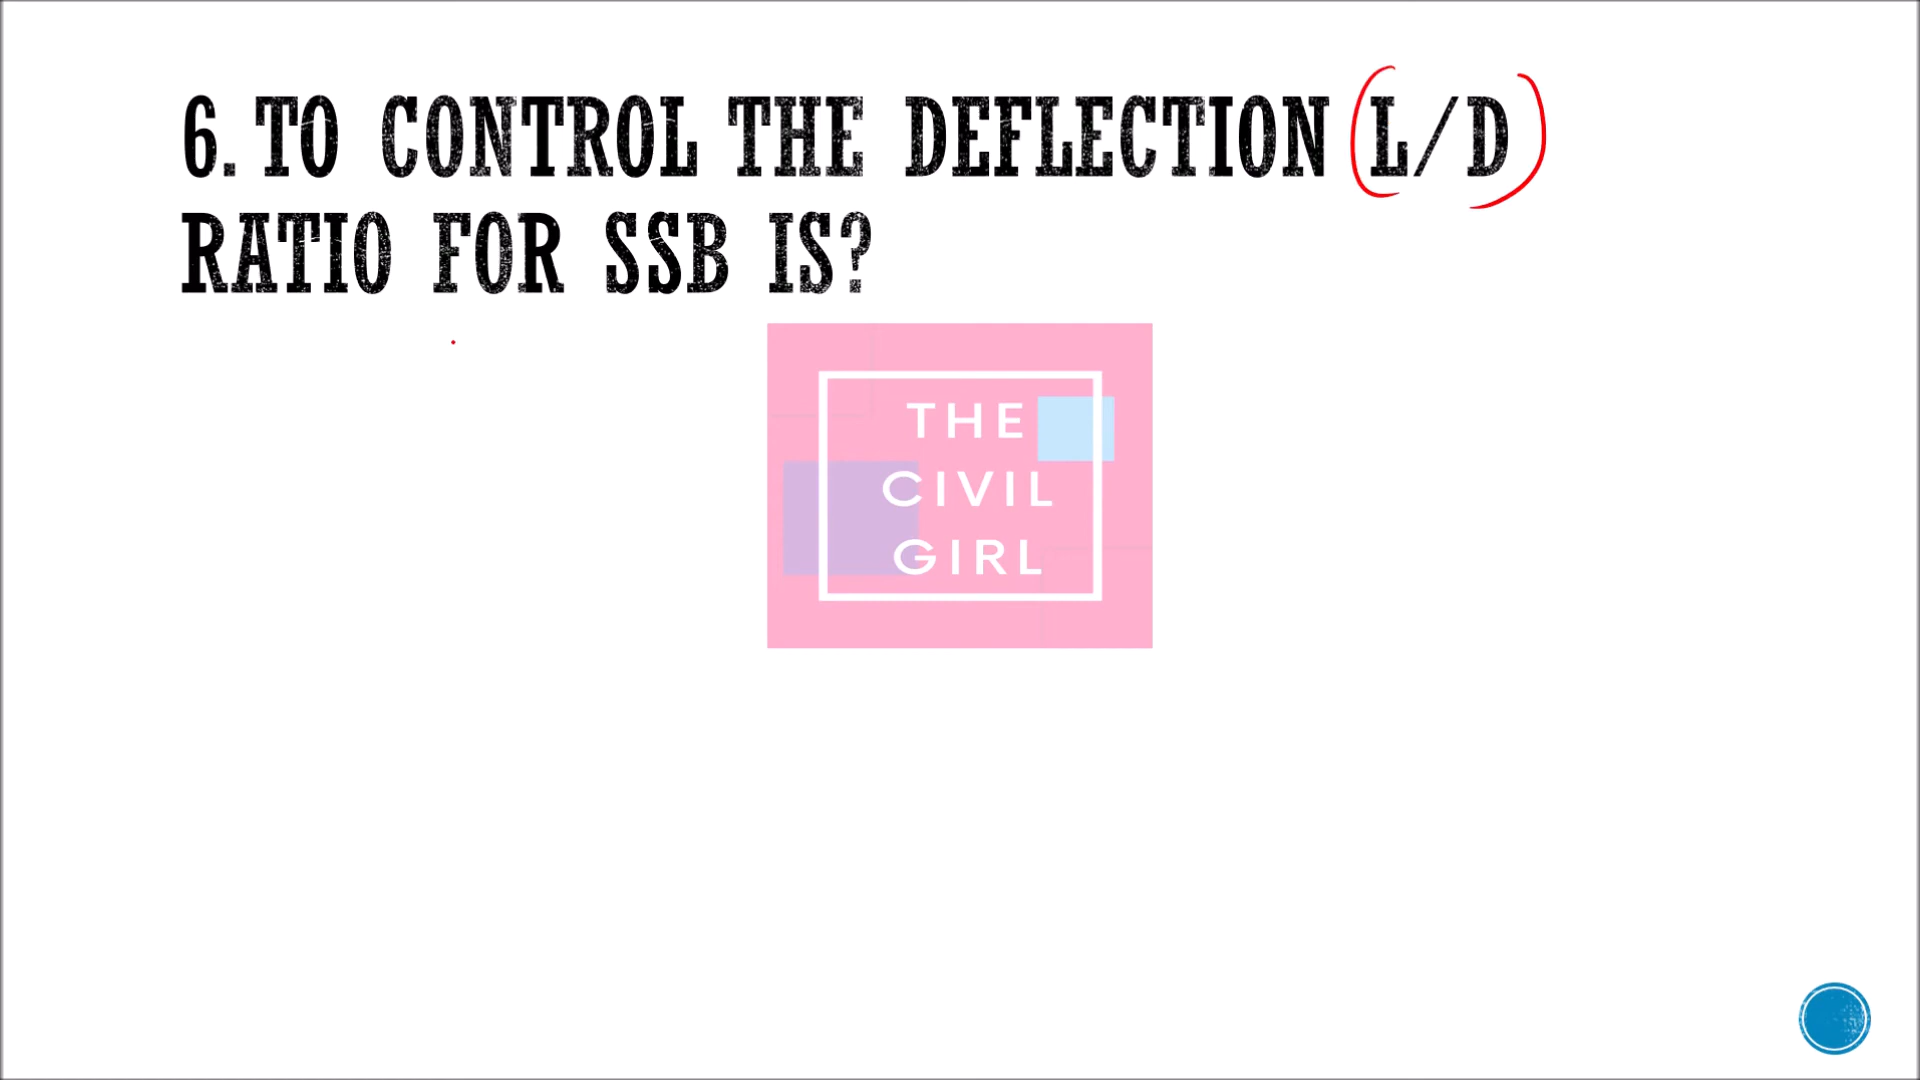 6. TO CONTROL THE DEFLECTION (L/D)
RATIO FOR SSB IS?
THE
CIVIL
GIRL